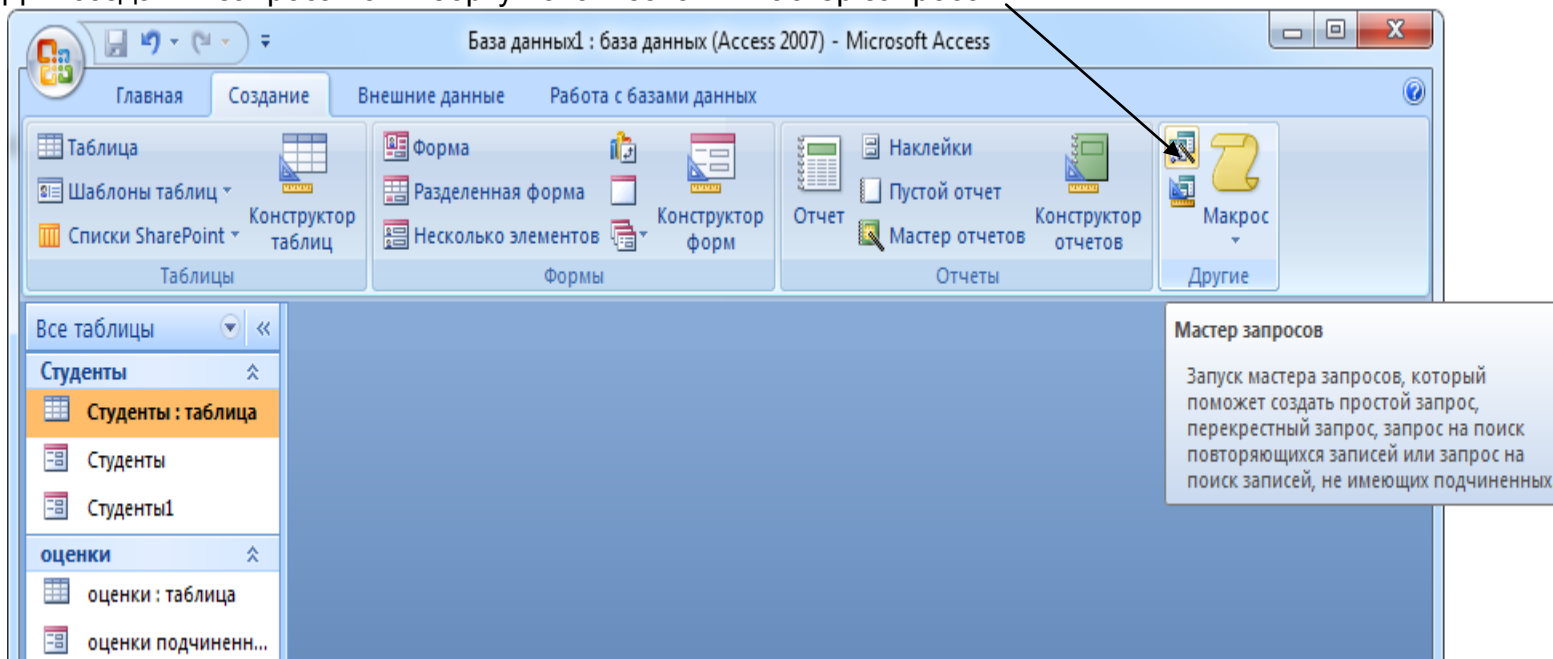 База данных1 : база данных (Access 2007) - Microsoft Access
Главная Создание Внешние данные Работа с базами данных
Таблица
Шаблоны таблиц
Списки SharePoint
Конструктор
таблиц
Таблицы
Форма
Разделенная форма
Несколько элементов
Конструктор
форм
Формы
Отчет
Наклейки
Пустой отчет
Мастер отчетов
Конструктор
отчетов
Отчеты
Макрос
Другие
Все таблицы
Студенты
Студенты : таблица
Студенты
Студенты1
оценки
оценки : таблица
оценки подчиненн...
Мастер запросов
Запуск мастера запросов, который
поможет создать простой запрос,
перекрестный запрос, запрос на поиск
повторяющихся записей или запрос на
поиск записей, не имеющих подчиненных